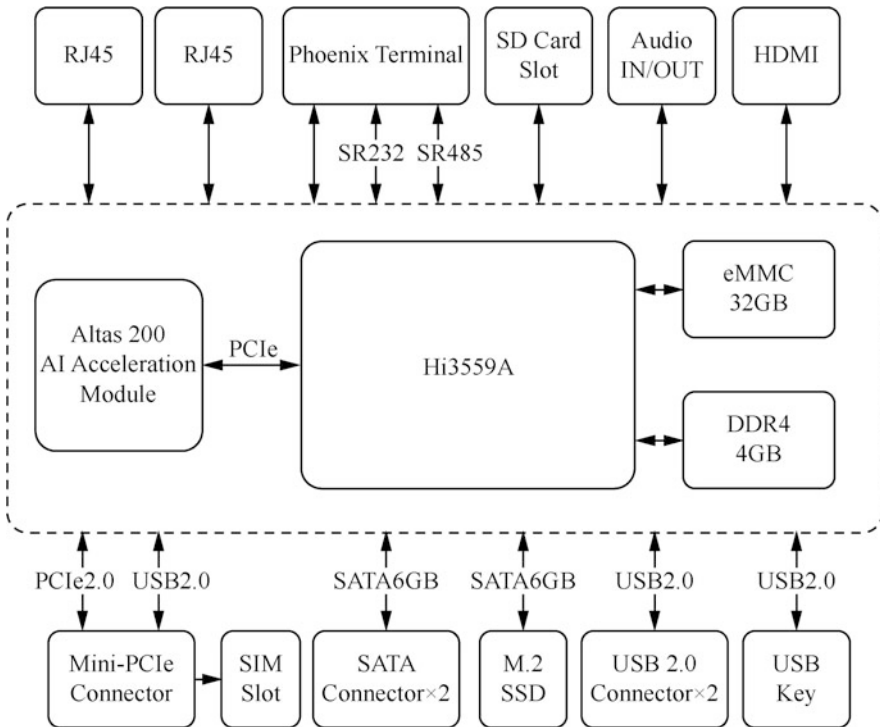 RJ45
RJ45
Phoenix Terminal
SD Card
Slot
Audio
IN/OUT
HDMI
SR232
SR485
Altas 200
AI Acceleration
Module
PCIe
Hi3559A
eMMC
32GB
DDR4
4GB
PCIe2.0
USB2.0
SATA6GB
SATA6GB
USB2.0
USB2.0
Mini-PCIe
Connector
SIM
Slot
SATA
Connector×2
M.2
SSD
USB 2.0
Connector×2
USB
Key